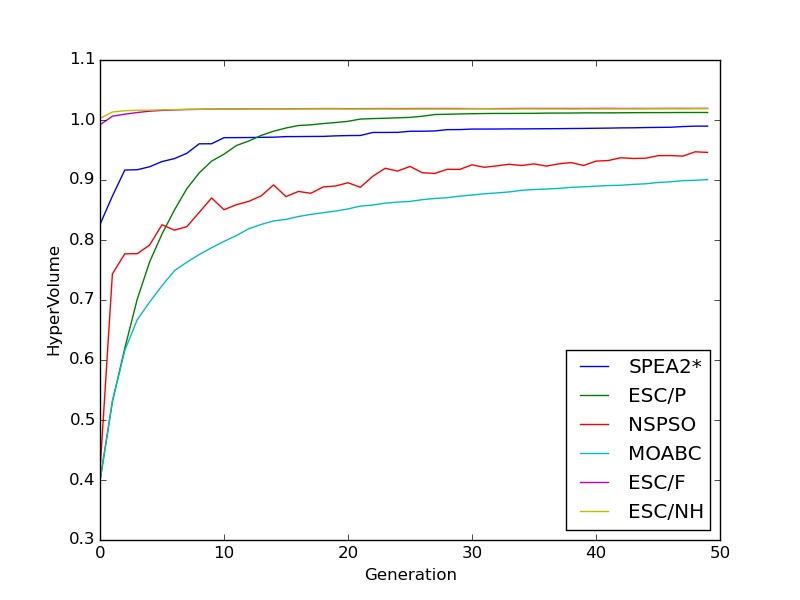 1.1
1.0
0.9
0.8
0.7
0.6
0.5
0.4
0.3
HyperVolume
0
10
20
30
40
50
Generation
SPEA2*
ESC/P
NSPSO
MOABC
ESC/F
ESC/NH